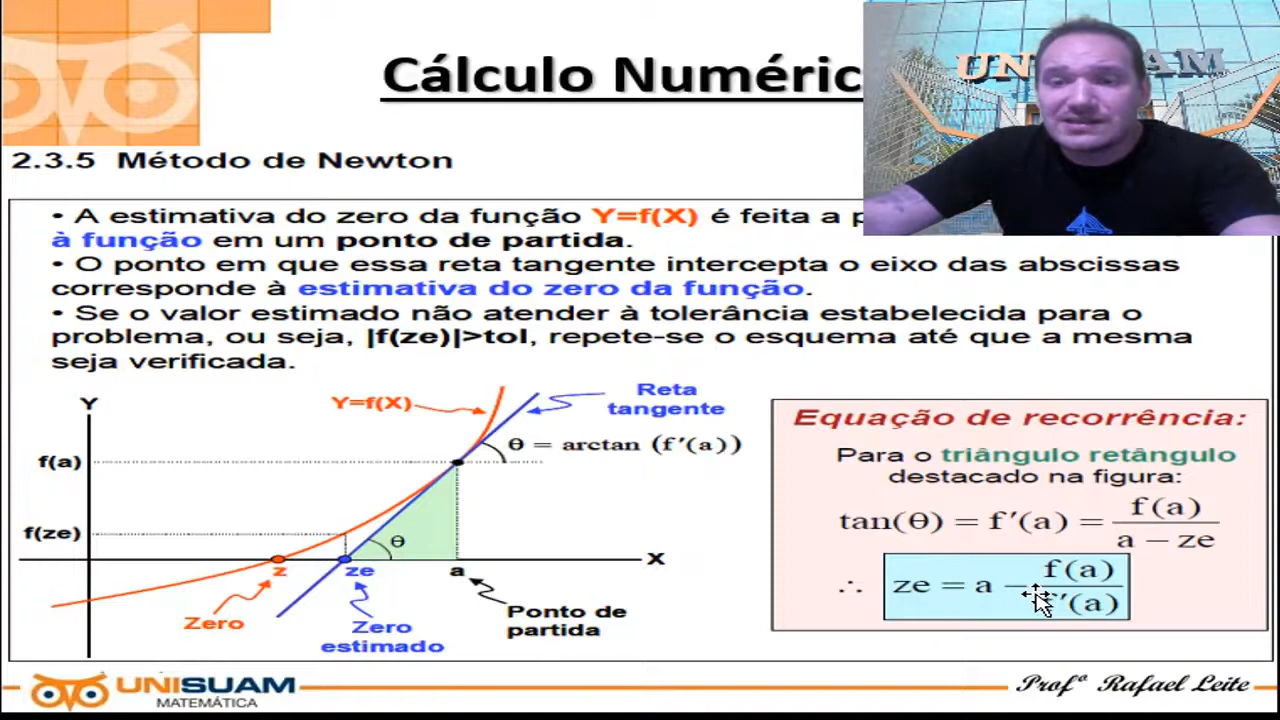 Cálculo Numéric
UN SUAM
2.3.5 Método de Newton
• A estimativa do zero da função Y=f(X) é feita a p
à função em um ponto de partida.
• O ponto em que essa reta tangente intercepta o eixo das abscissas
corresponde à estimativa do zero da função.
• Se o valor estimado não atender à tolerância estabelecida para o
problema, ou seja, |f(ze)|>tol, repete-se o esquema até que a mesma
seja verificada.
Y
Y=f(X)
Reta
tangente
θ = arctan (f′(a))
f(a)
f(ze)
θ
X
z
ze
a
Zero
Zero
estimado
Ponto de
partida
Equação de recorrência:
Para o triângulo retângulo
destacado na figura:
tan(θ) = f′(a) = f(a)
a − ze
∴ ze = a − f(a)
f′(a)
UNISUAM
MATEMÁTICA
Profª Rafael Leite